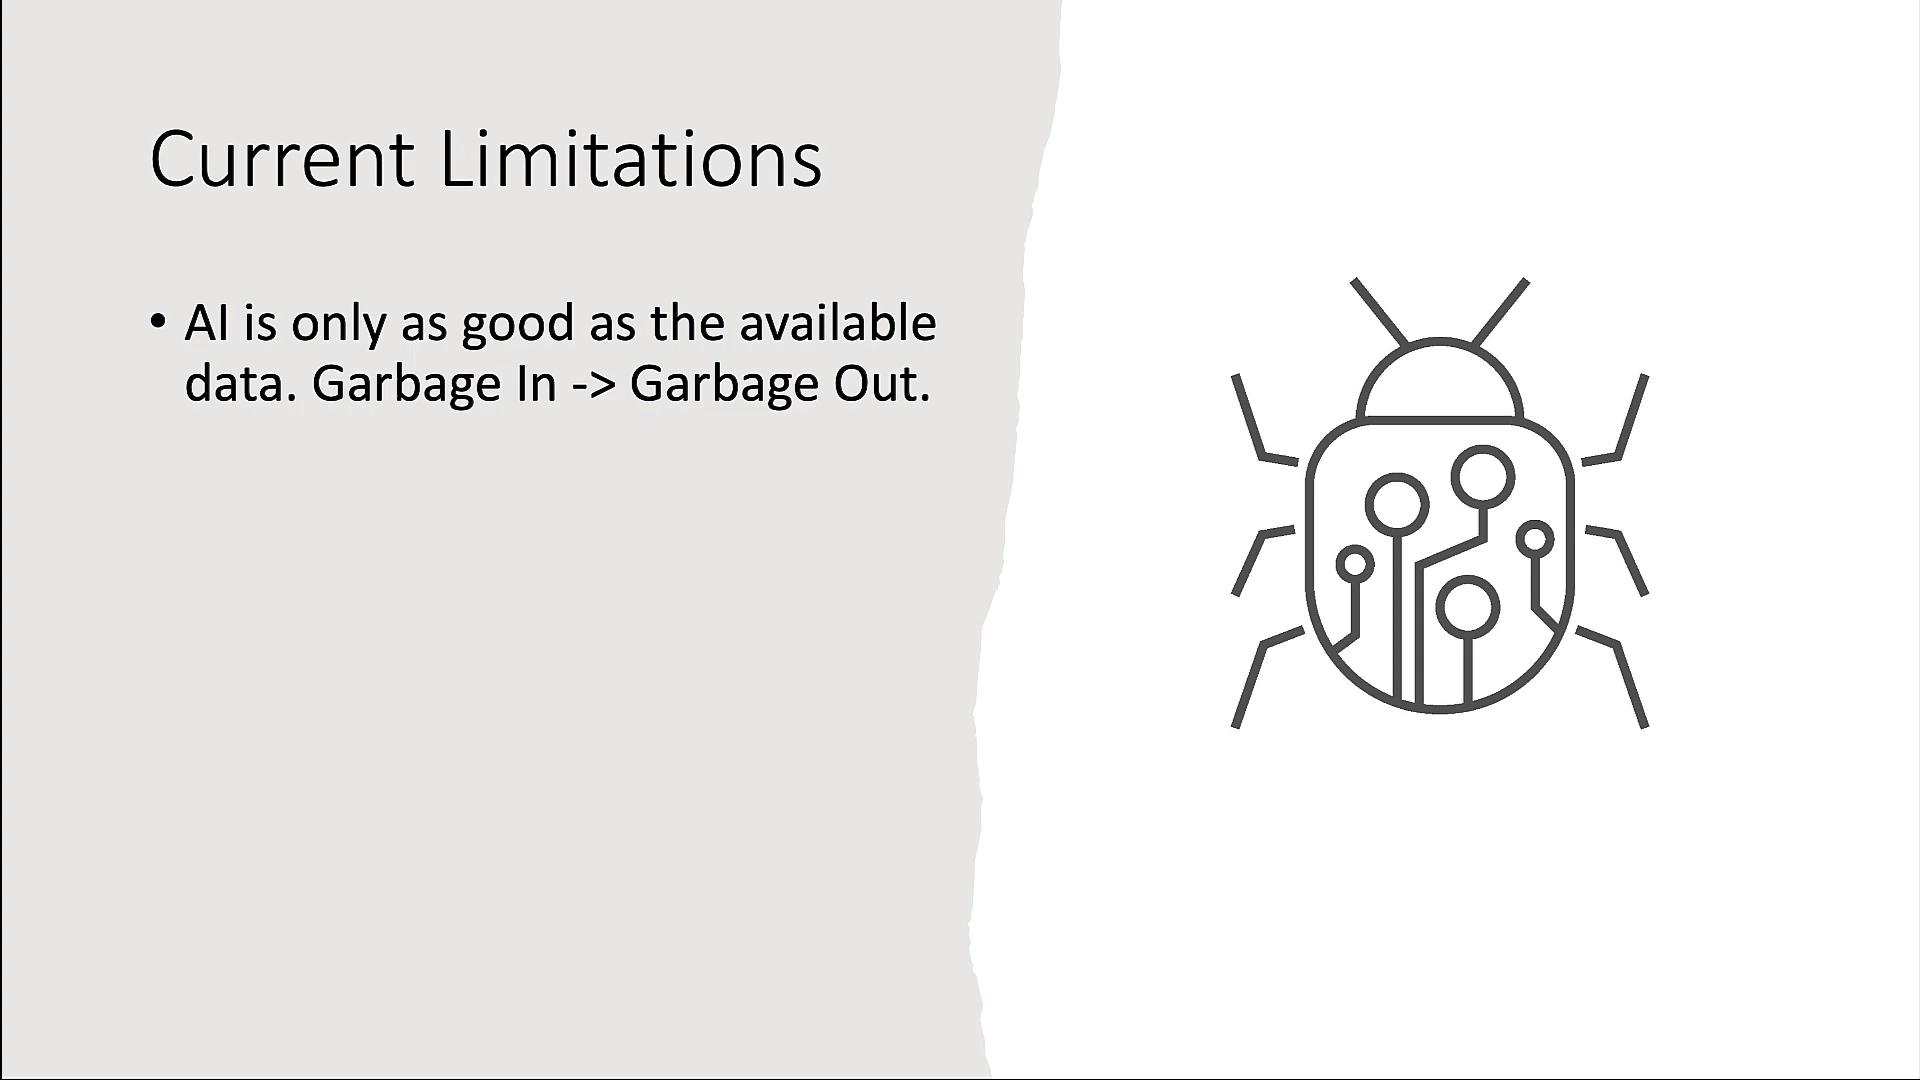 Current Limitations
• AI is only as good as the available
data. Garbage In -> Garbage Out.